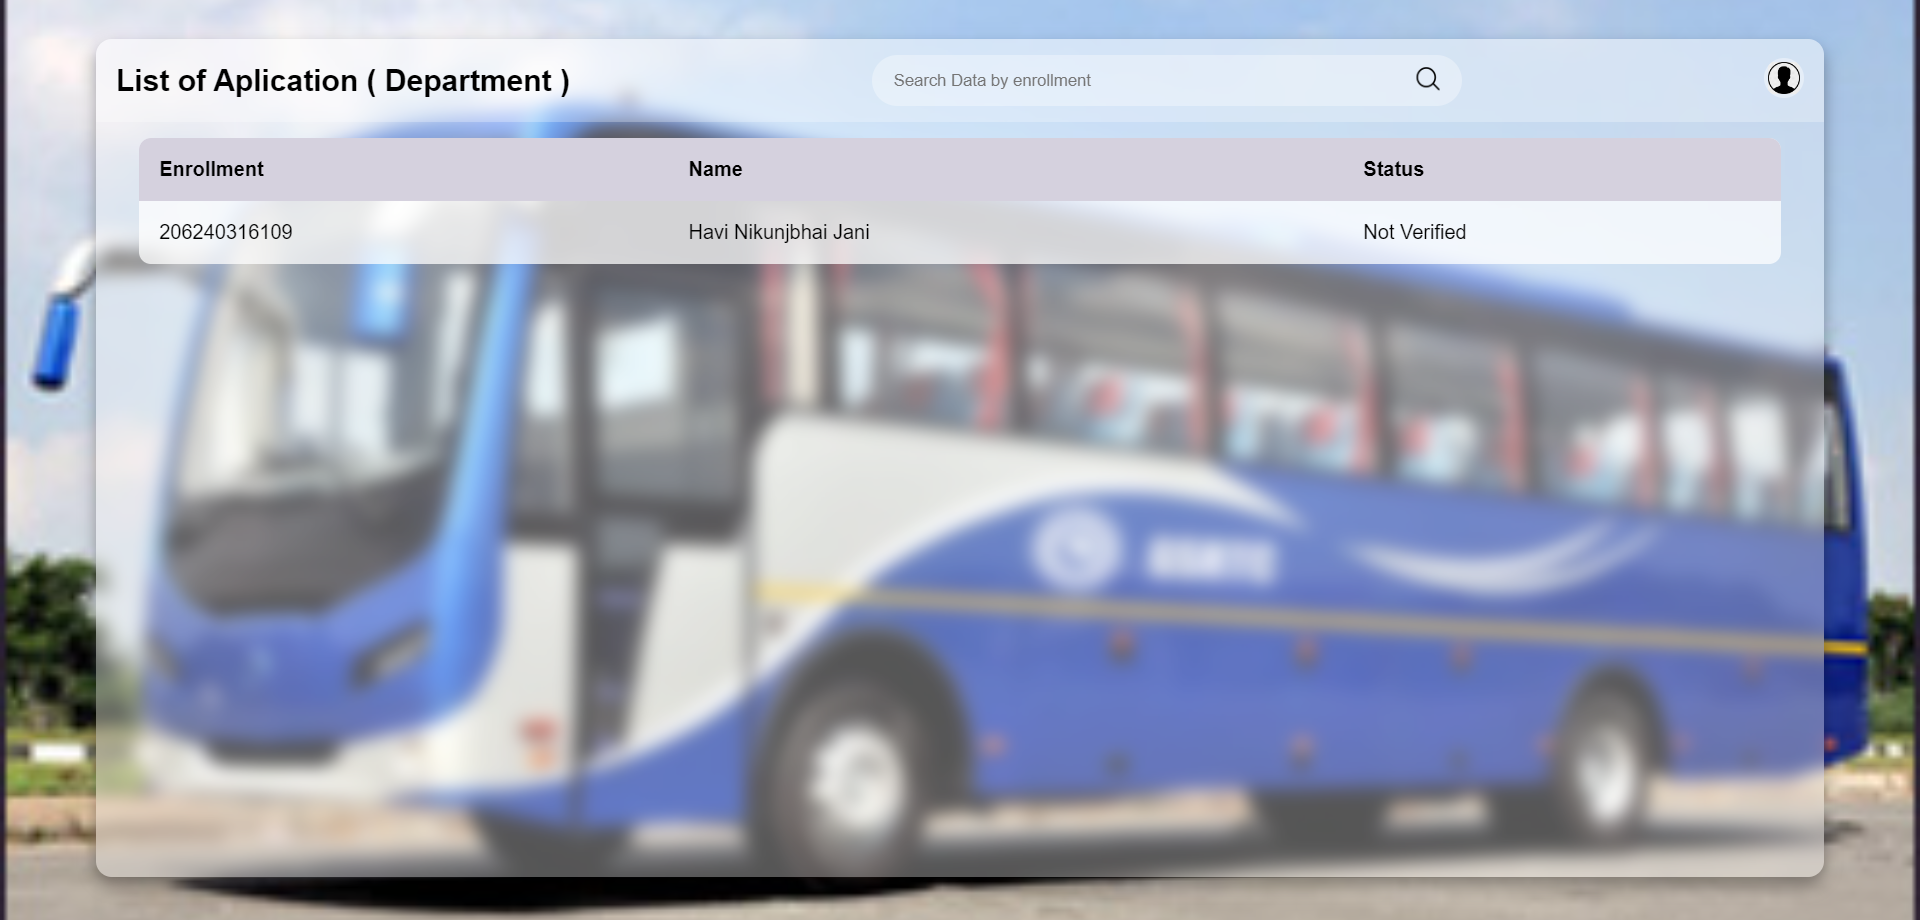 List of Aplication ( Department )
Search Data by enrollment
Enrollment Name Status
206240316109 Havi Nikunjbhai Jani Not Verified